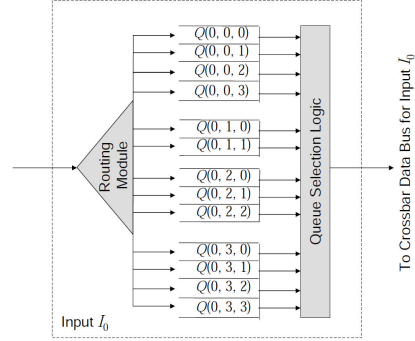 Q(0, 0, 0)
Q(0, 0, 1)
Q(0, 0, 2)
Q(0, 0, 3)
Q(0, 1, 0)
Q(0, 1, 1)
Q(0, 2, 0)
Q(0, 2, 1)
Q(0, 2, 2)
Q(0, 3, 0)
Q(0, 3, 1)
Q(0, 3, 2)
Q(0, 3, 3)
Routing
Module
Queue Selection Logic
To Crossbar Data Bus for Input I₀
Input I₀